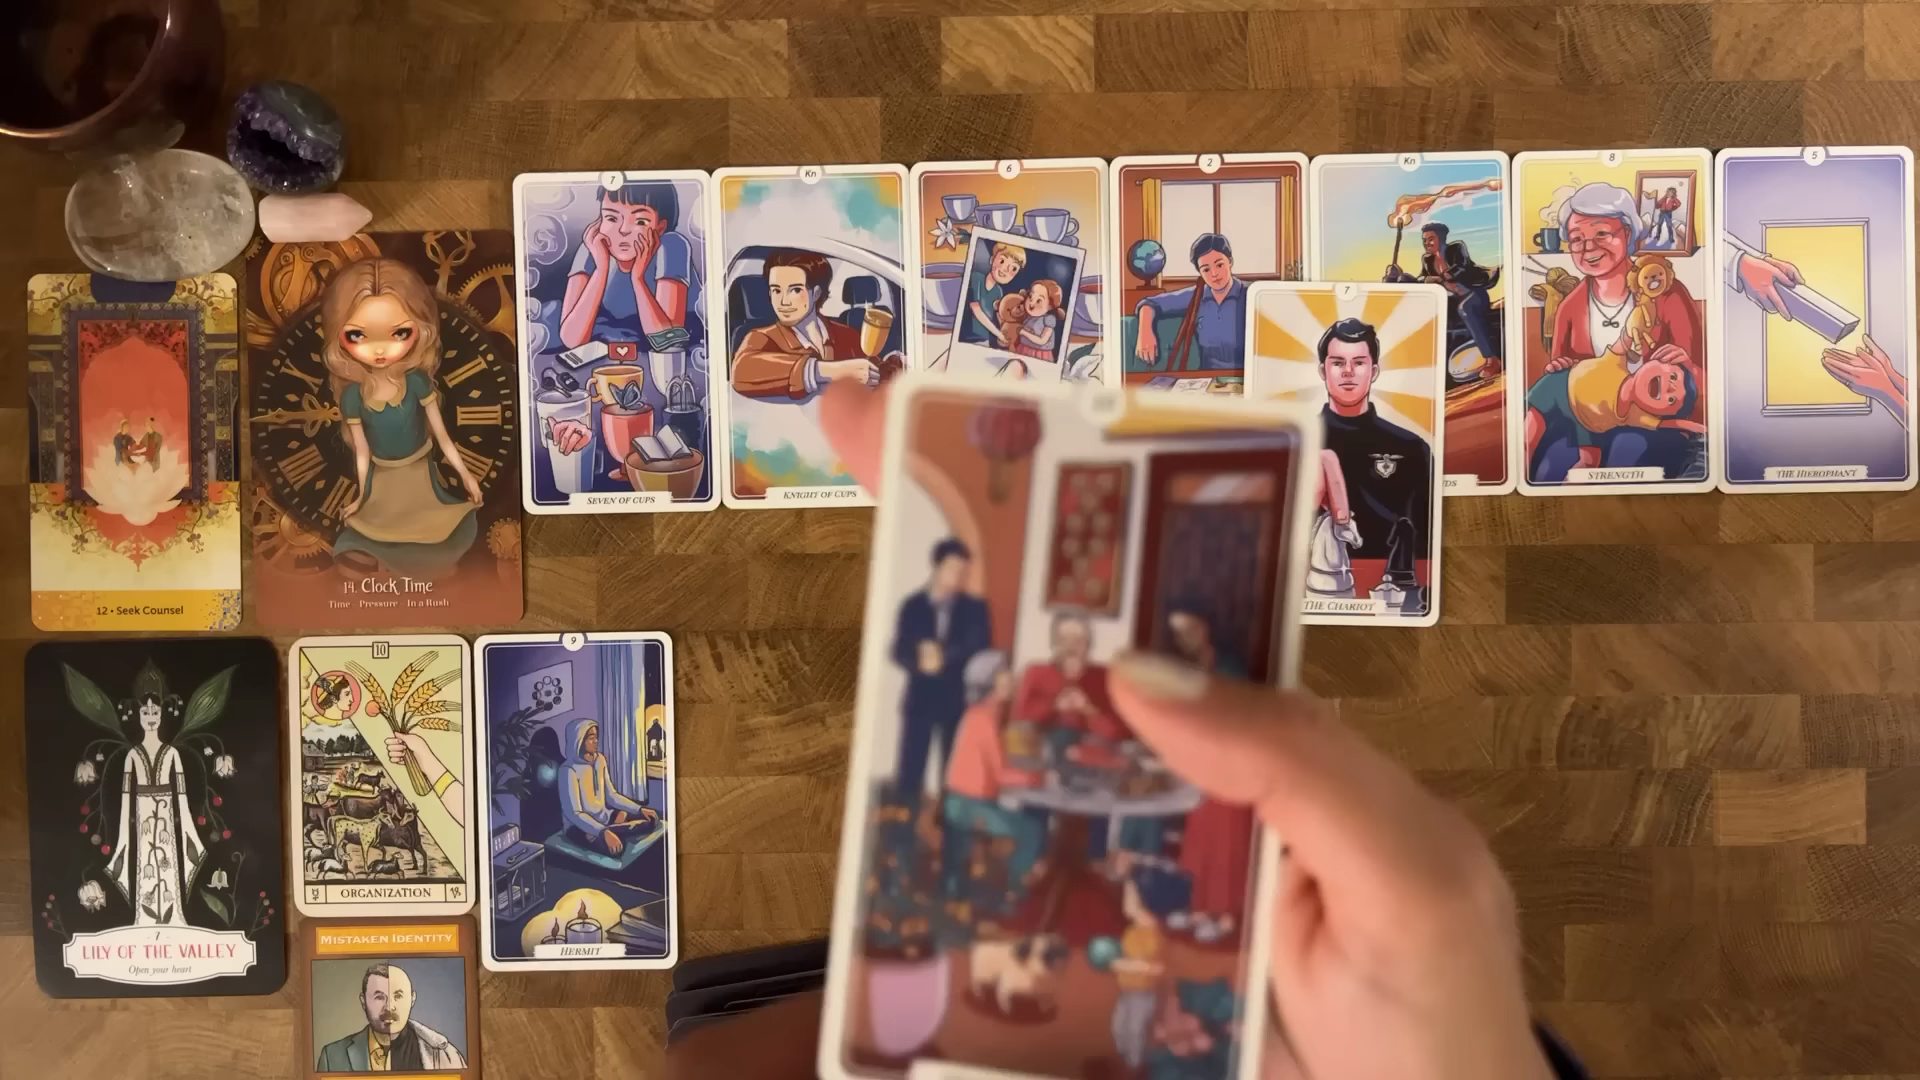 7
Kn
6
2
Kn
8
5
SEVEN OF CUPS
KNIGHT OF CUPS
STRENGTH
THE HIEROPHANT
7
THE CHARIOT
12 • Seek Counsel
14. Clock Time
Time - Pressure - In a Rush
- 7 -
LILY OF THE VALLEY
Open your heart
10
ORGANIZATION
9
HERMIT
MISTAKEN IDENTITY